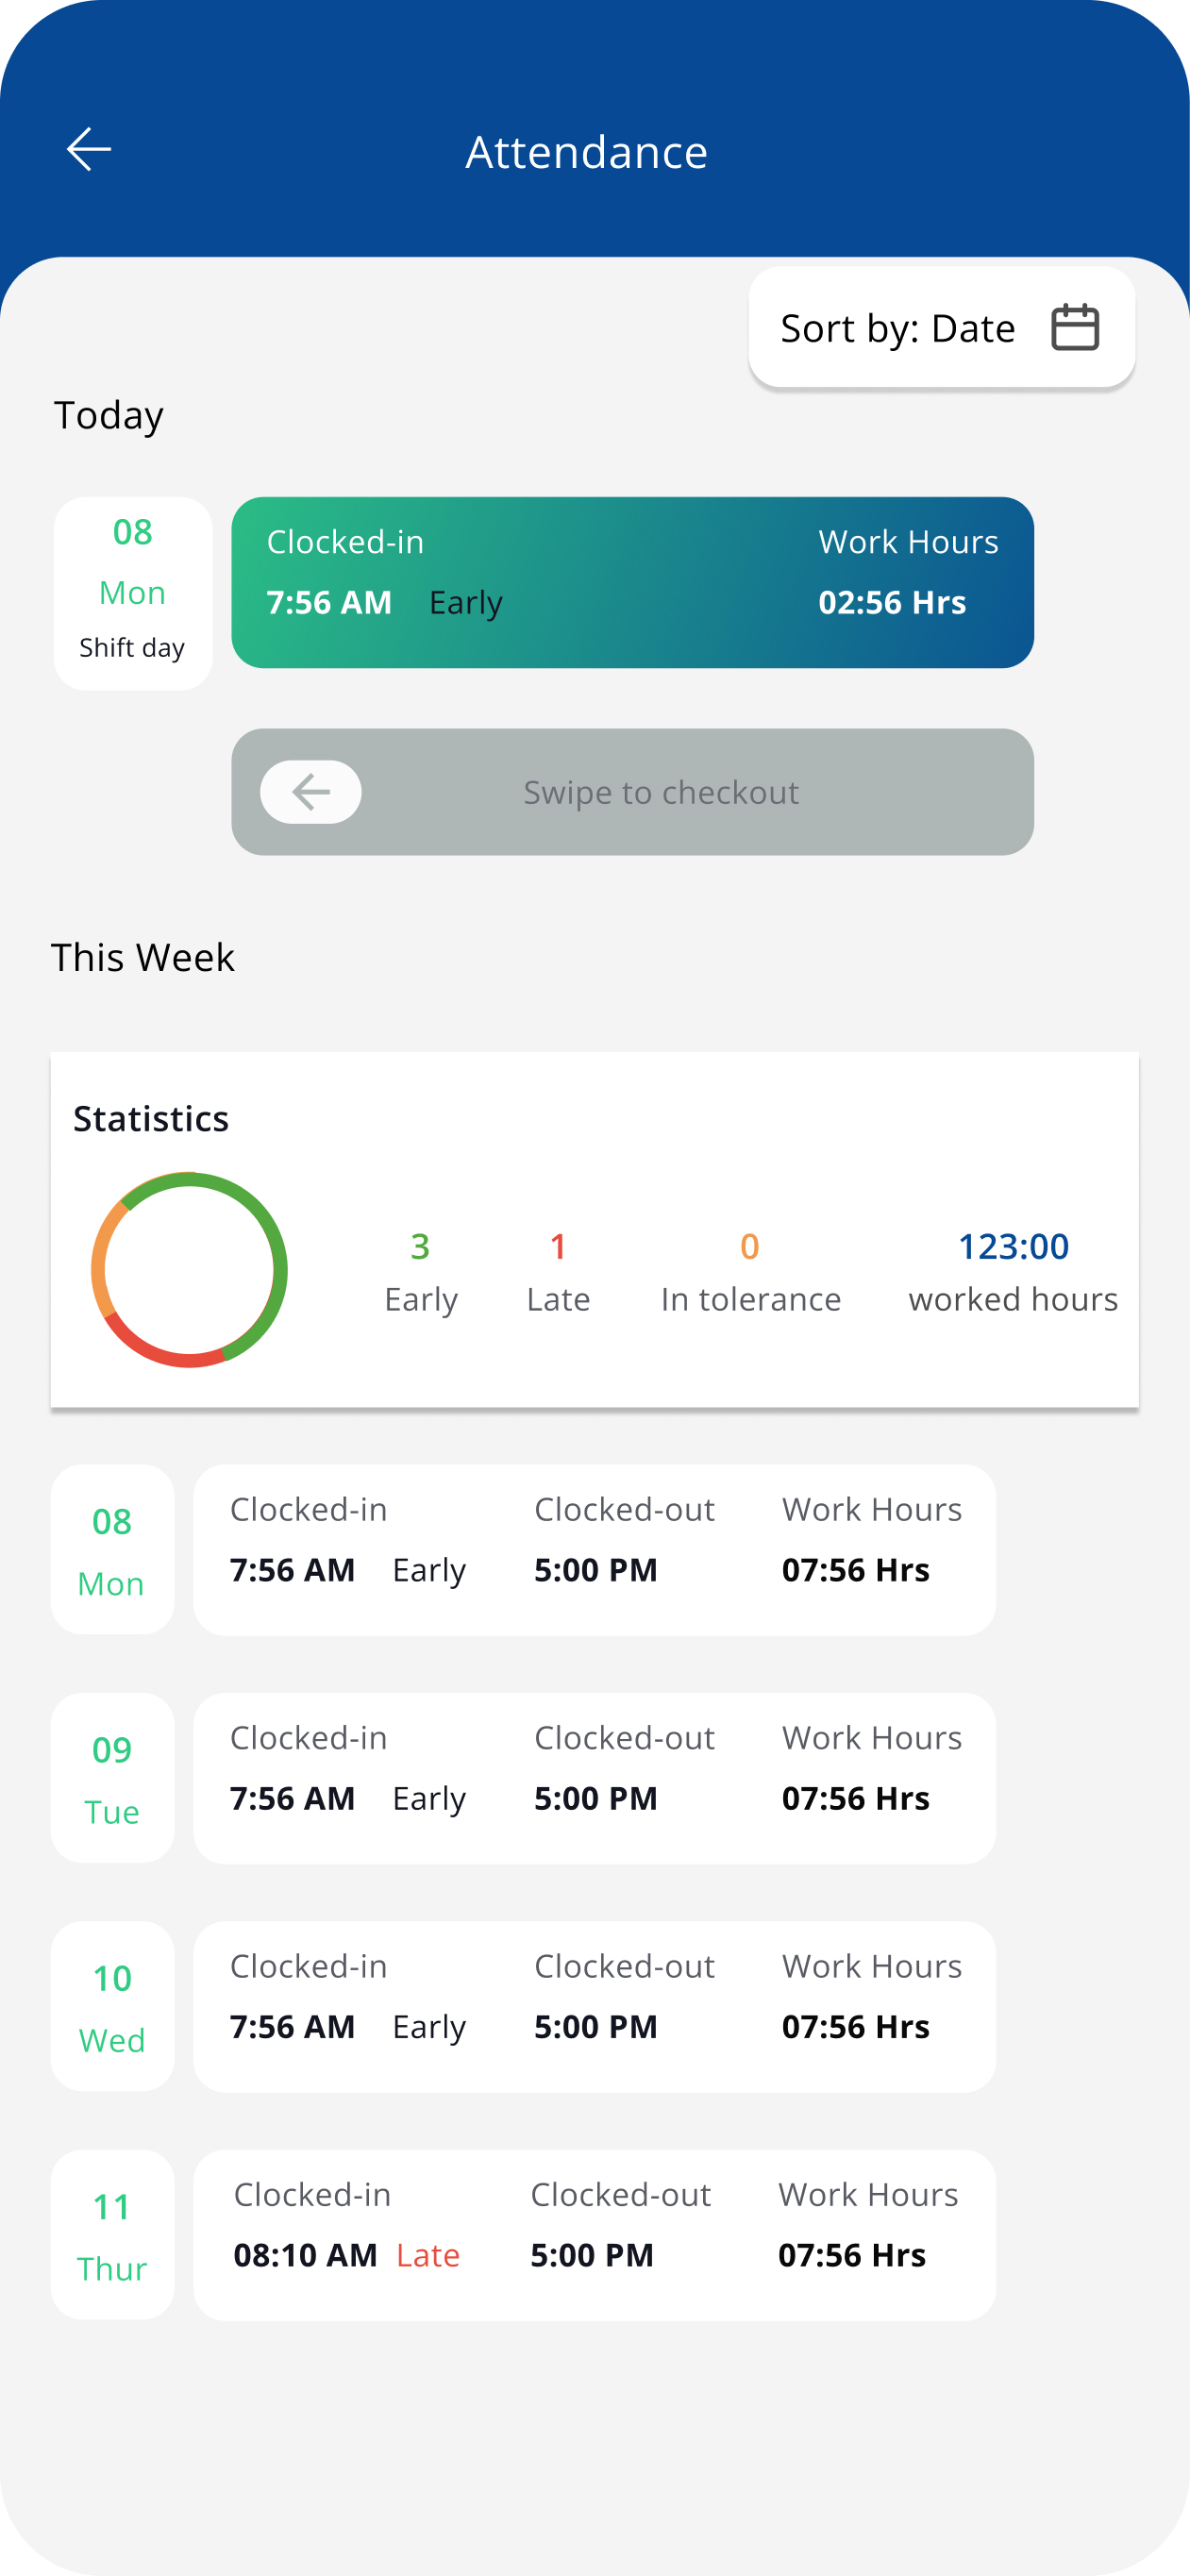 Attendance
Sort by: Date
Today
08
Mon
Shift day
Clocked-in
Work Hours
7:56 AM Early
02:56 Hrs
Swipe to checkout
This Week
Statistics
3
Early
1
Late
0
In tolerance
123:00
worked hours
08
Mon
Clocked-in Clocked-out Work Hours
7:56 AM Early 5:00 PM 07:56 Hrs
09
Tue
Clocked-in Clocked-out Work Hours
7:56 AM Early 5:00 PM 07:56 Hrs
10
Wed
Clocked-in Clocked-out Work Hours
7:56 AM Early 5:00 PM 07:56 Hrs
11
Thur
Clocked-in Clocked-out Work Hours
08:10 AM Late 5:00 PM 07:56 Hrs